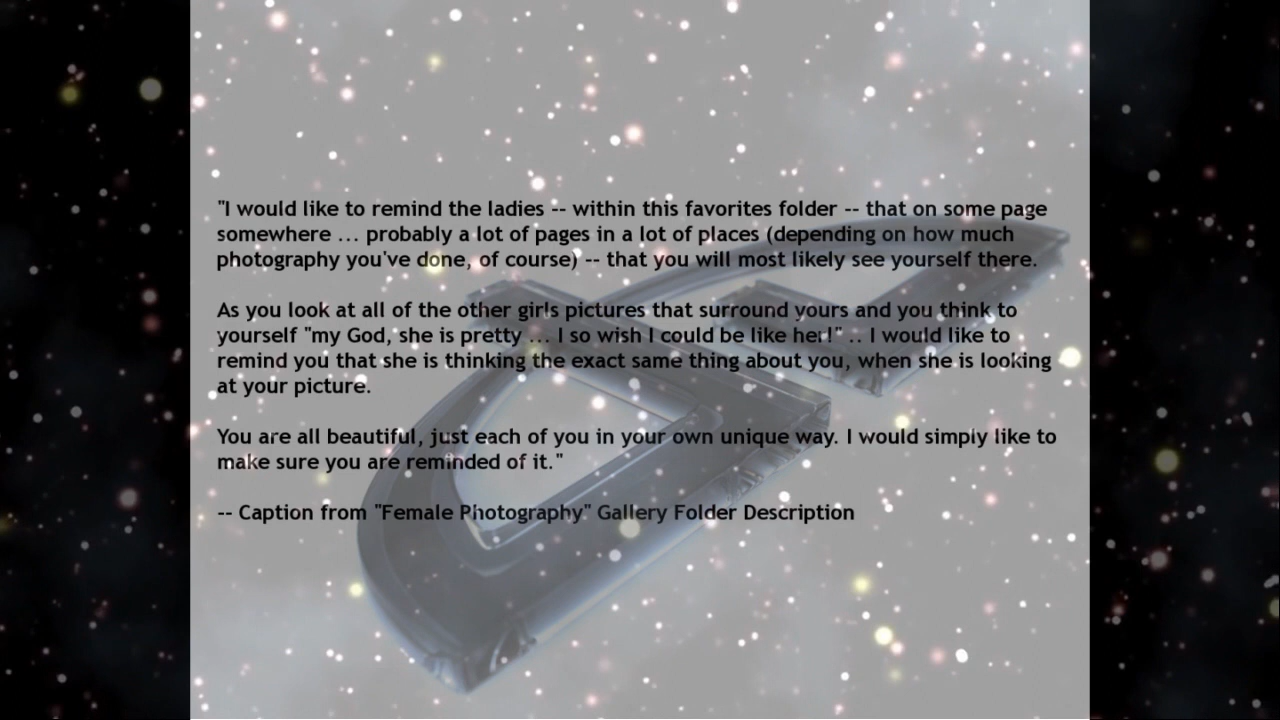 "I would like to remind the ladies -- within this favorites folder -- that on some page
somewhere ... probably a lot of pages in a lot of places (depending on how much
photography you've done, of course) -- that you will most likely see yourself there.
As you look at all of the other girls pictures that surround yours and you think to
yourself "my God, she is pretty ... I so wish I could be like her!" .. I would like to
remind you that she is thinking the exact same thing about you, when she is looking
at your picture.
You are all beautiful, just each of you in your own unique way. I would simply like to
make sure you are reminded of it."
-- Caption from "Female Photography" Gallery Folder Description